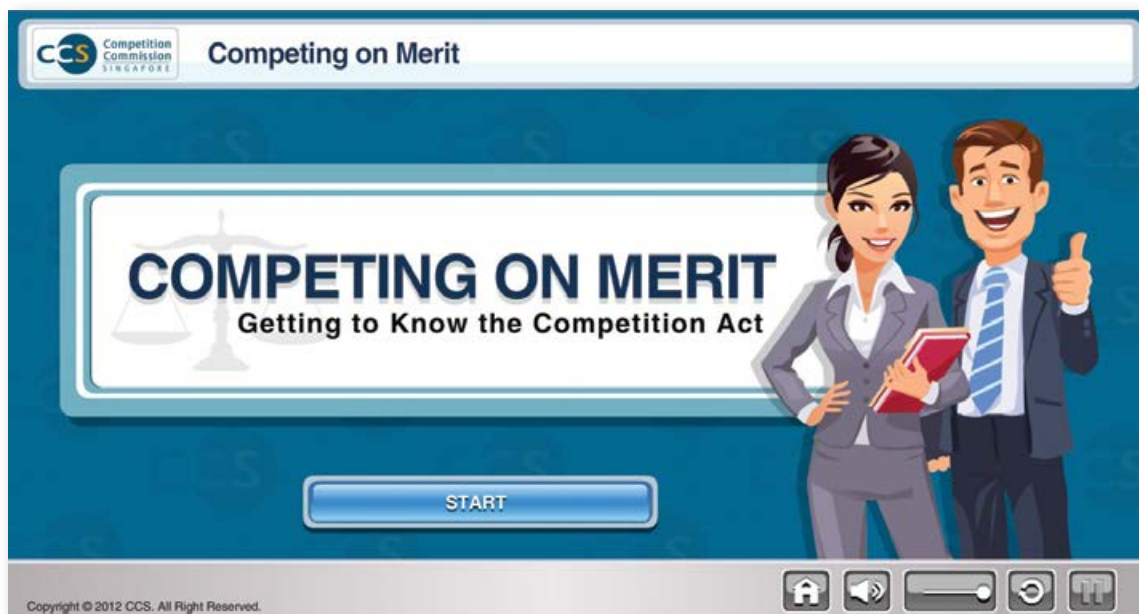 CCS Competition
Commission
SINGAPORE
Competing on Merit
COMPETING ON MERIT
Getting to Know the Competition Act
START
Copyright © 2012 CCS. All Right Reserved.